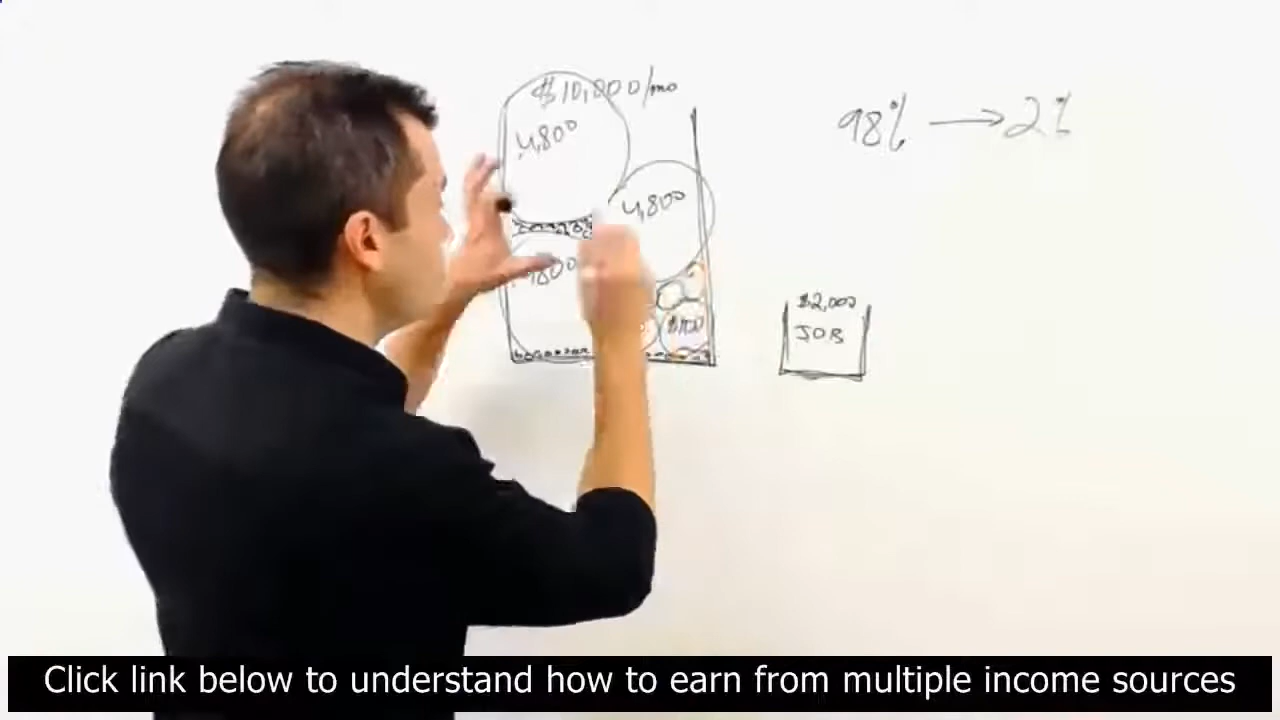 $10,000/mo
4,800
4,800
4800
$100
98% → 2%
$2,000
JOB
Click link below to understand how to earn from multiple income sources